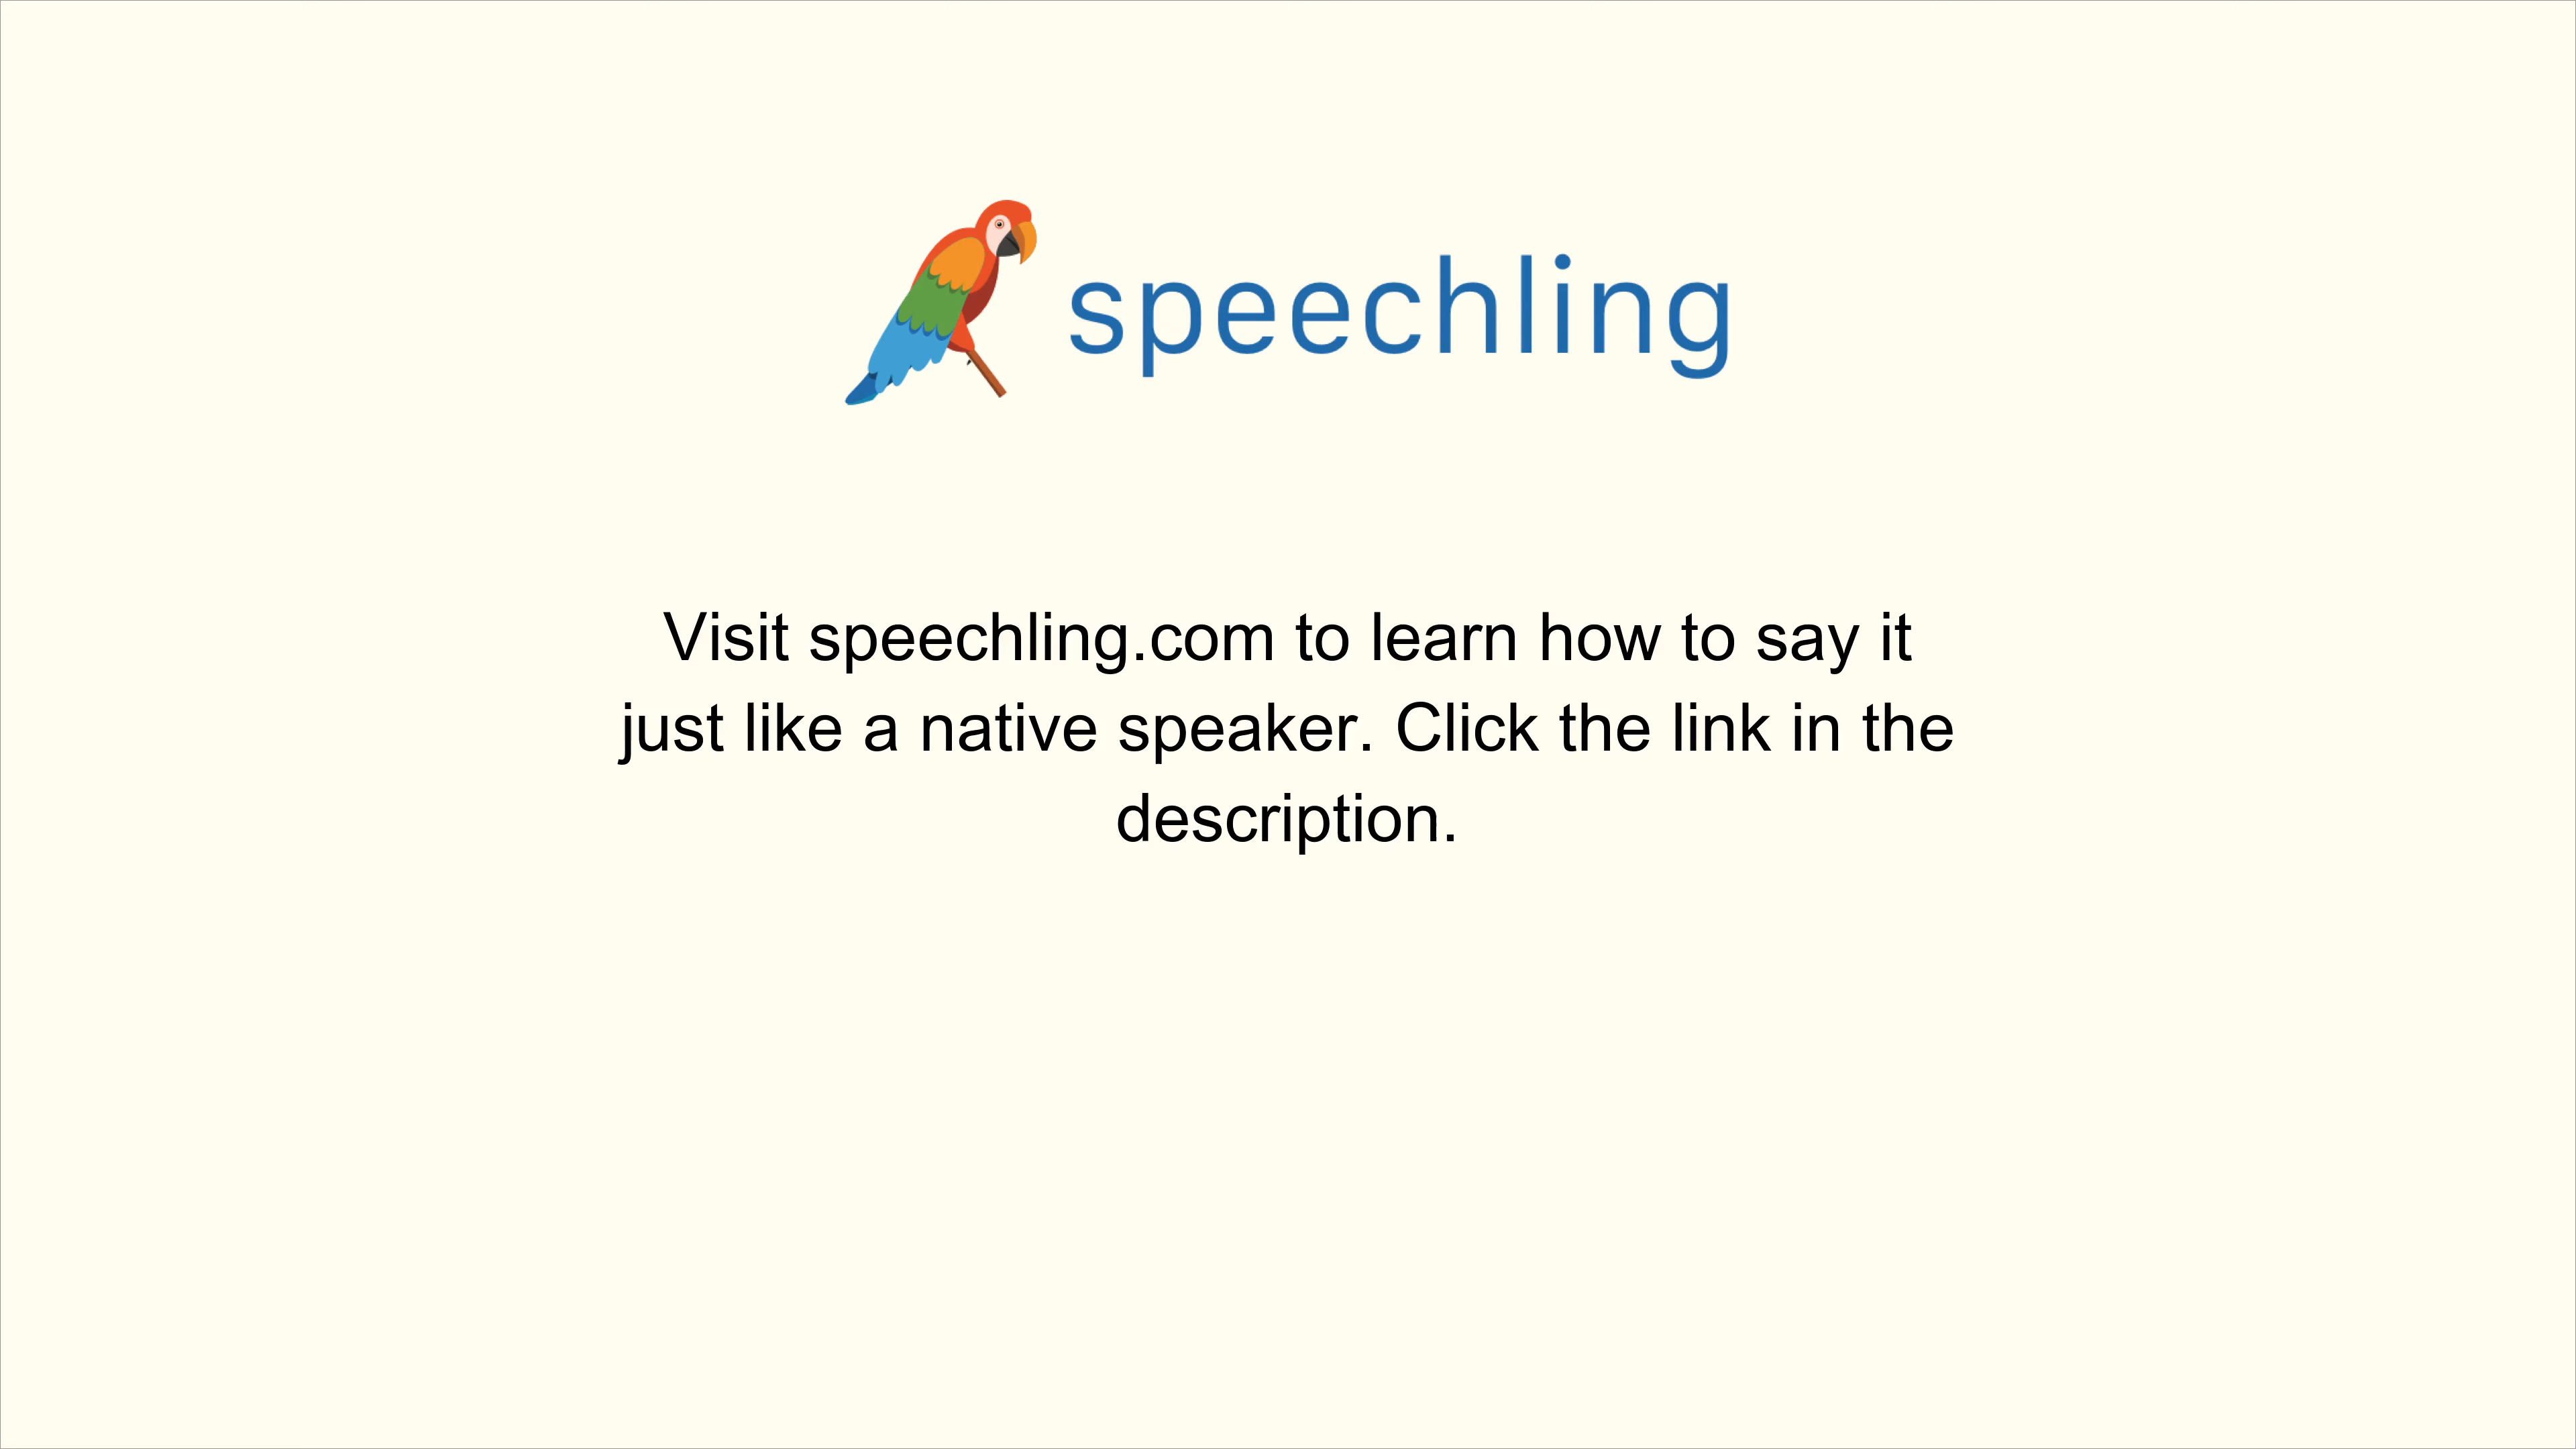 speechling
Visit speechling.com to learn how to say it
just like a native speaker. Click the link in the
description.